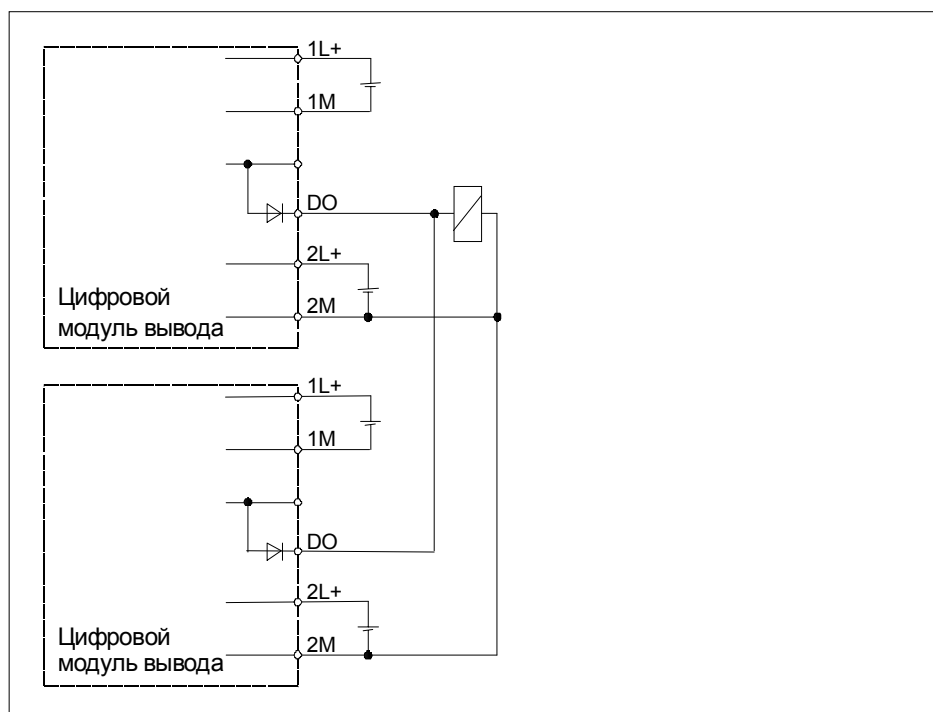 1L+
1M
DO
2L+
Цифровой
2M
модуль вывода
1L+
1M
DO
2L+
Цифровой
2M
модуль вывода